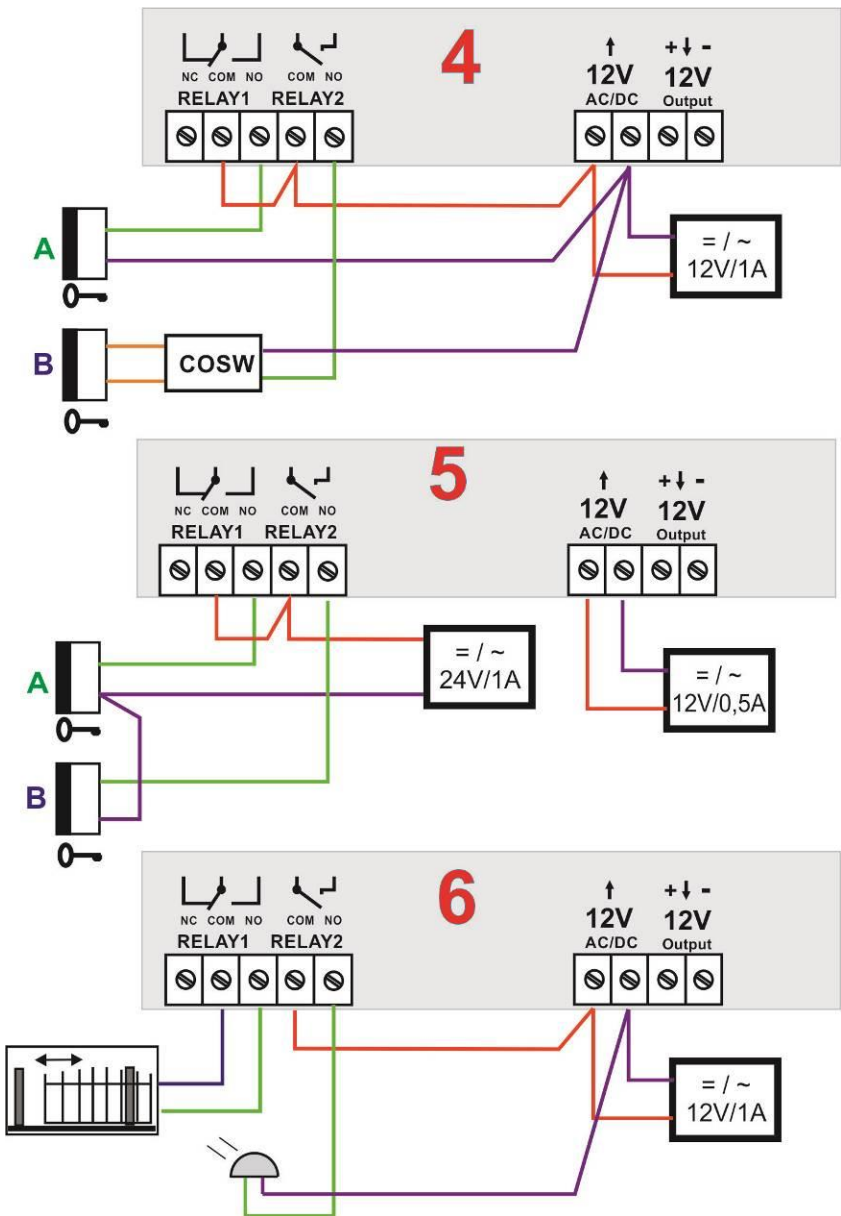 4
NC COM NO COM NO
RELAY1 RELAY2
↑ + ↓ -
12V 12V
AC/DC Output
A
= / ~
12V/1A
B
COSW
5
NC COM NO COM NO
RELAY1 RELAY2
↑ + ↓ -
12V 12V
AC/DC Output
A
= / ~
24V/1A
= / ~
12V/0,5A
B
6
NC COM NO COM NO
RELAY1 RELAY2
↑ + ↓ -
12V 12V
AC/DC Output
= / ~
12V/1A